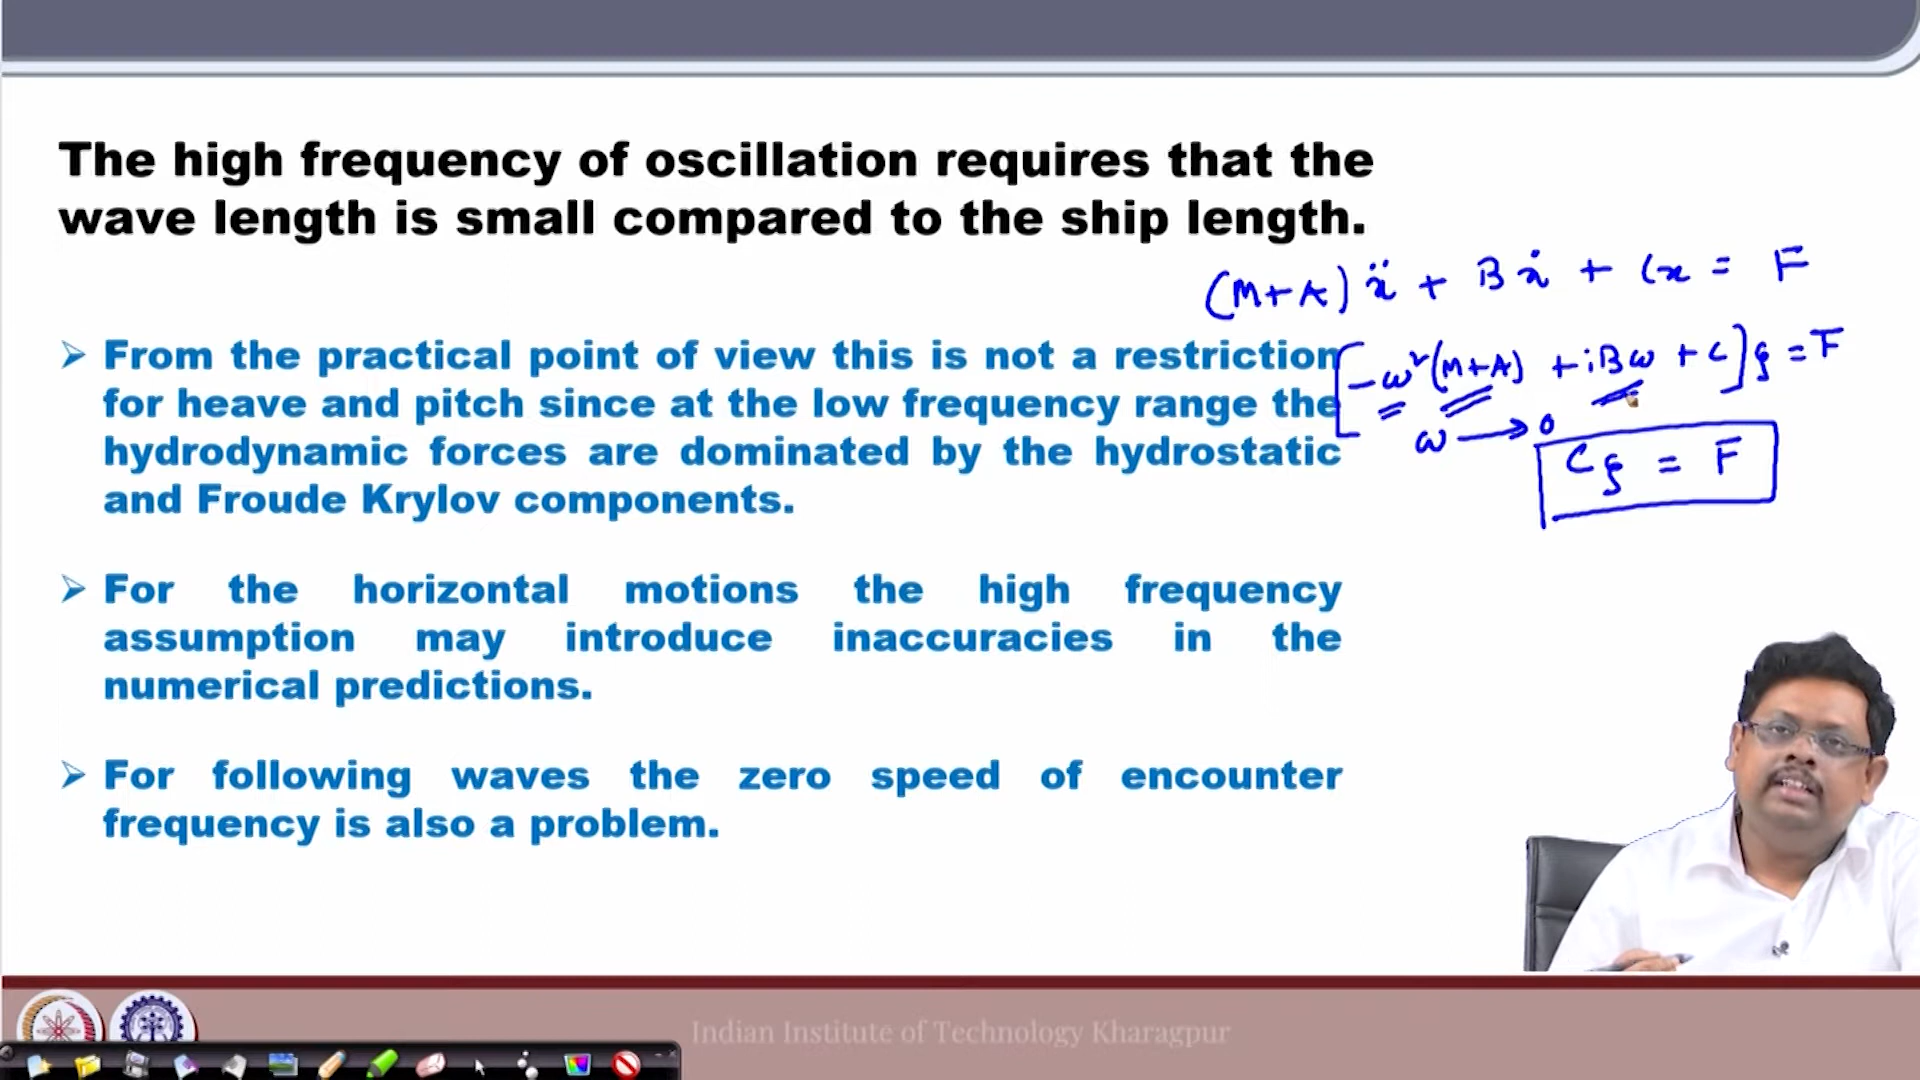 The high frequency of oscillation requires that the
wave length is small compared to the ship length.
(M+A) ẍ + B ẋ + Cx = F
➢ From the practical point of view this is not a restriction
for heave and pitch since at the low frequency range the
hydrodynamic forces are dominated by the hydrostatic
and Froude Krylov components.
[-ω²(M+A) + iBω + C] ξ = F
ω → 0
Cξ = F
➢ For the horizontal motions the high frequency
assumption may introduce inaccuracies in the
numerical predictions.
➢ For following waves the zero speed of encounter
frequency is also a problem.
Indian Institute of Technology Kharagpur